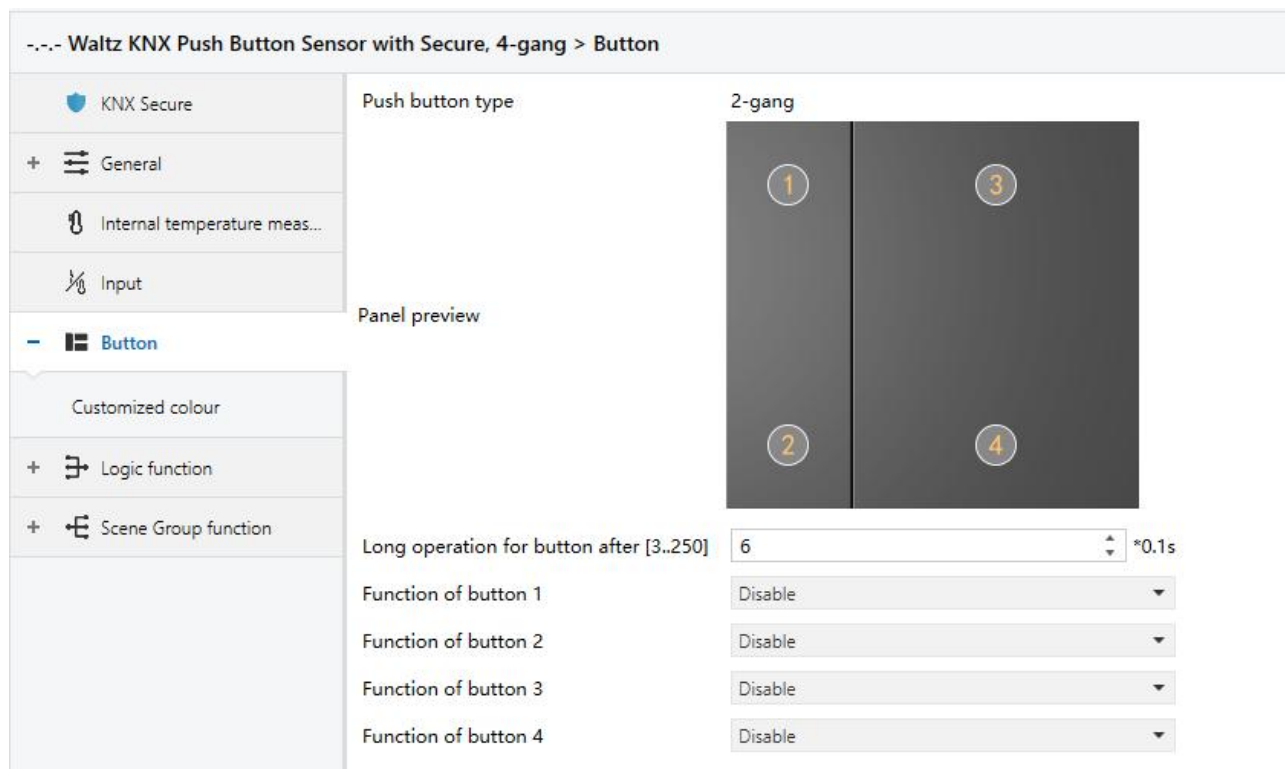 -.-.- Waltz KNX Push Button Sensor with Secure, 4-gang > Button
KNX Secure
+ General
Internal temperature meas...
Input
– Button
Customized colour
+ Logic function
+ Scene Group function
Push button type 2-gang
Panel preview
1 3
2 4
Long operation for button after [3..250] 6 *0.1s
Function of button 1 Disable
Function of button 2 Disable
Function of button 3 Disable
Function of button 4 Disable